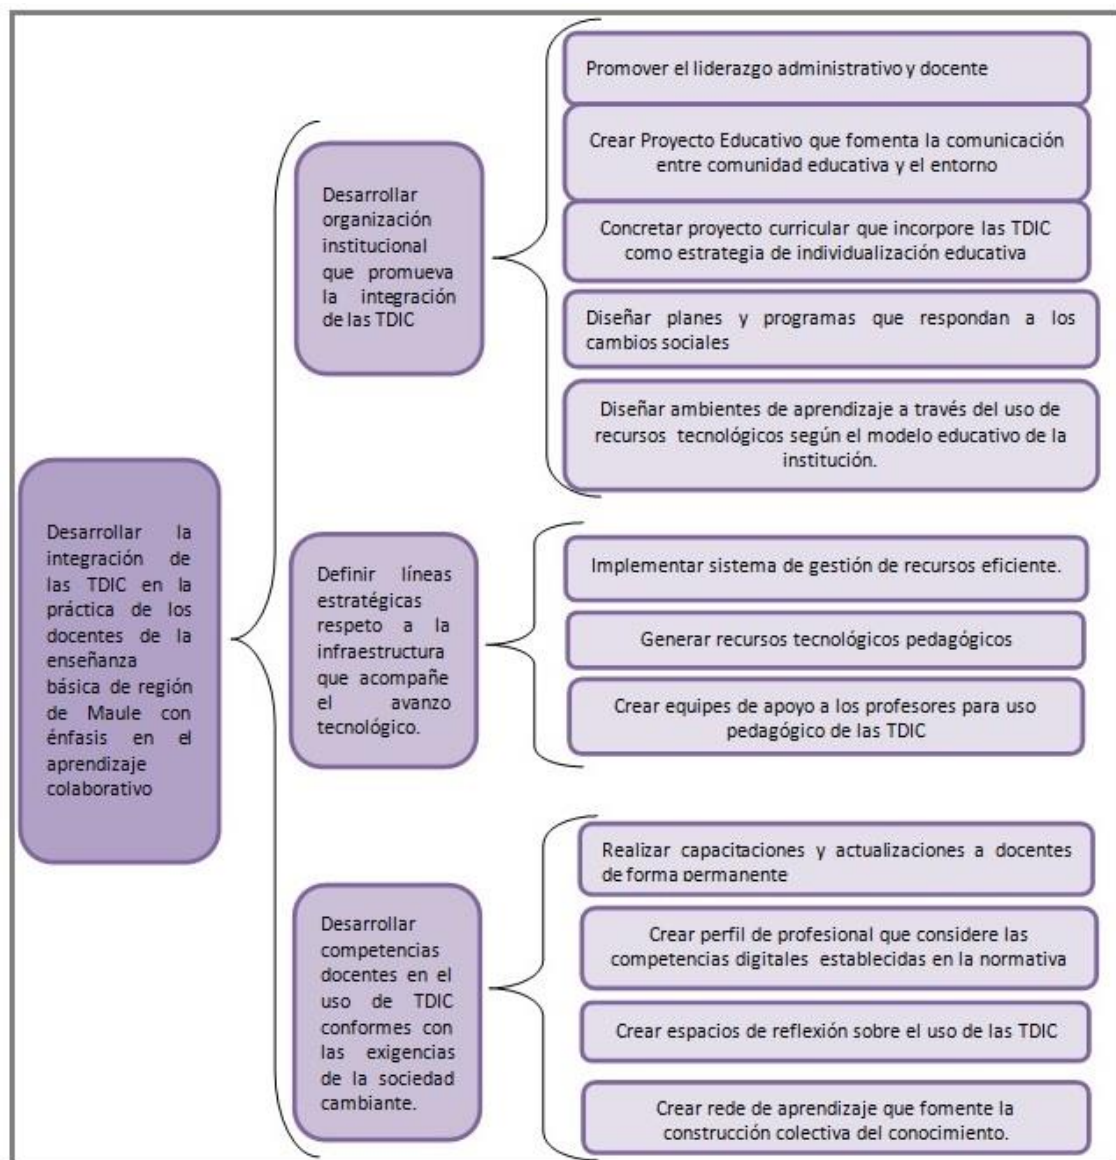 Desarrollar la
integración de
las TDIC en la
práctica de los
docentes de la
enseñanza
básica de región
de Maule con
énfasis en el
aprendizaje
colaborativo
Desarrollar
organización
institucional
que promueva
la integración
de las TDIC
Promover el liderazgo administrativo y docente
Crear Proyecto Educativo que fomenta la comunicación
entre comunidad educativa y el entorno
Concretar proyecto curricular que incorpore las TDIC
como estrategia de individualización educativa
Diseñar planes y programas que respondan a los
cambios sociales
Diseñar ambientes de aprendizaje a través del uso de
recursos tecnológicos según el modelo educativo de la
institución.
Definir líneas
estratégicas
respeto a la
infraestructura
que acompañe
el avanzo
tecnológico.
Implementar sistema de gestión de recursos eficiente.
Generar recursos tecnológicos pedagógicos
Crear equipes de apoyo a los profesores para uso
pedagógico de las TDIC
Desarrollar
competencias
docentes en el
uso de TDIC
conformes con
las exigencias
de la sociedad
cambiante.
Realizar capacitaciones y actualizaciones a docentes
de forma permanente
Crear perfil de profesional que considere las
competencias digitales establecidas en la normativa
Crear espacios de reflexión sobre el uso de las TDIC
Crear rede de aprendizaje que fomente la
construcción colectiva del conocimiento.